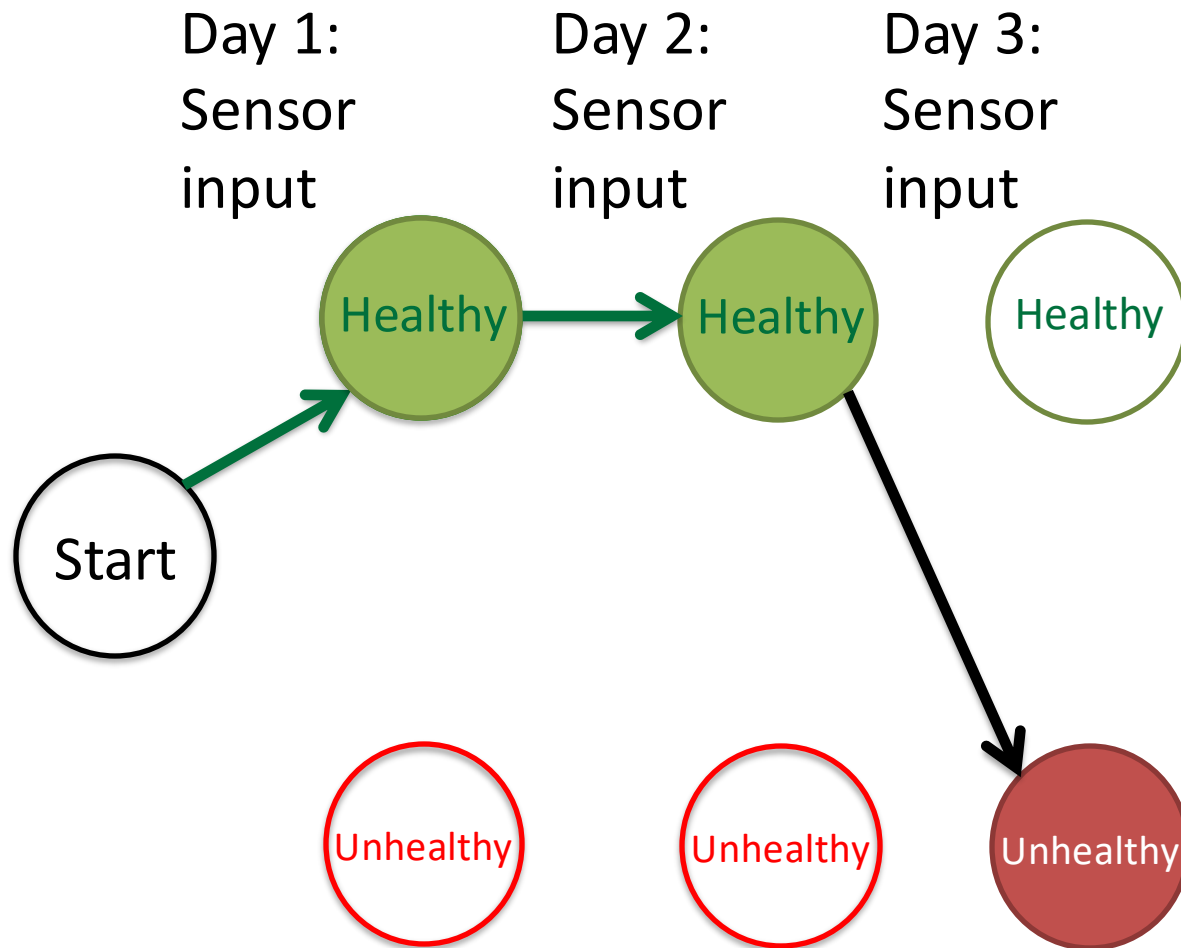 Day 1:
Sensor
input
Day 2:
Sensor
input
Day 3:
Sensor
input
Healthy
Healthy
Healthy
Start
Unhealthy
Unhealthy
Unhealthy